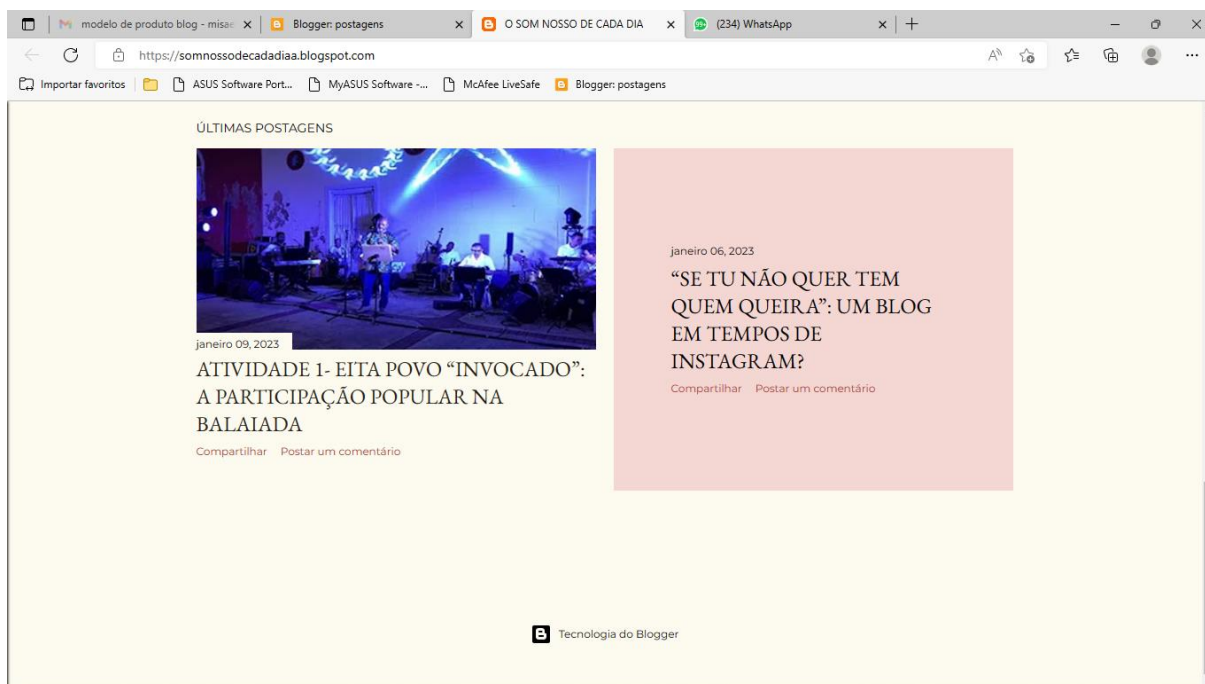 modelo de produto blog - misae
Blogger: postagens
O SOM NOSSO DE CADA DIA
99+
(234) WhatsApp
https://somnossodecadadiaa.blogspot.com
Importar favoritos
ASUS Software Port...
MyASUS Software -...
McAfee LiveSafe
Blogger: postagens
ÚLTIMAS POSTAGENS
janeiro 09, 2023
ATIVIDADE 1- EITA POVO “INVOCADO”:
A PARTICIPAÇÃO POPULAR NA
BALAIADA
Compartilhar Postar um comentário
janeiro 06, 2023
“SE TU NÃO QUER TEM
QUEM QUEIRA”: UM BLOG
EM TEMPOS DE
INSTAGRAM?
Compartilhar Postar um comentário
Tecnologia do Blogger